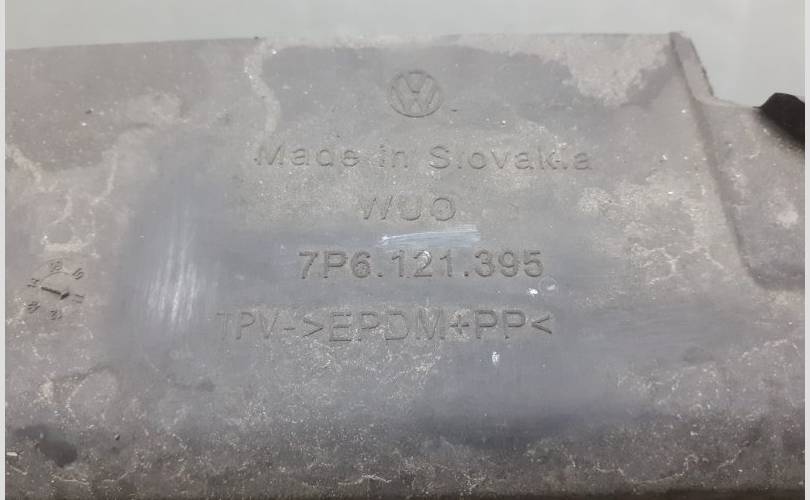 Made in Slovakia
WUO
7P6.121.395
TPV->EPDM+PP<